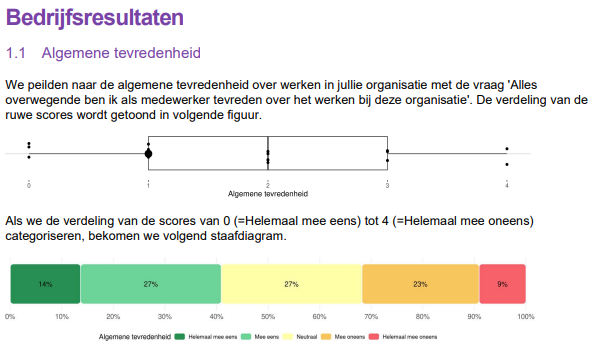 Bedrijfsresultaten
1.1 Algemene tevredenheid
We peilden naar de algemene tevredenheid over werken in jullie organisatie met de vraag 'Alles
overwegende ben ik als medewerker tevreden over het werken bij deze organisatie'. De verdeling van de
ruwe scores wordt getoond in volgende figuur.
0 1 2 3 4
Algemene tevredenheid
Als we de verdeling van de scores van 0 (=Helemaal mee eens) tot 4 (=Helemaal mee oneens)
categoriseren, bekomen we volgend staafdiagram.
14% 27% 27% 23% 9%
0% 10% 20% 30% 40% 50% 60% 70% 80% 90% 100%
Algemene tevredenheid Helemaal mee eens Mee eens Neutraal Mee oneens Helemaal mee oneens